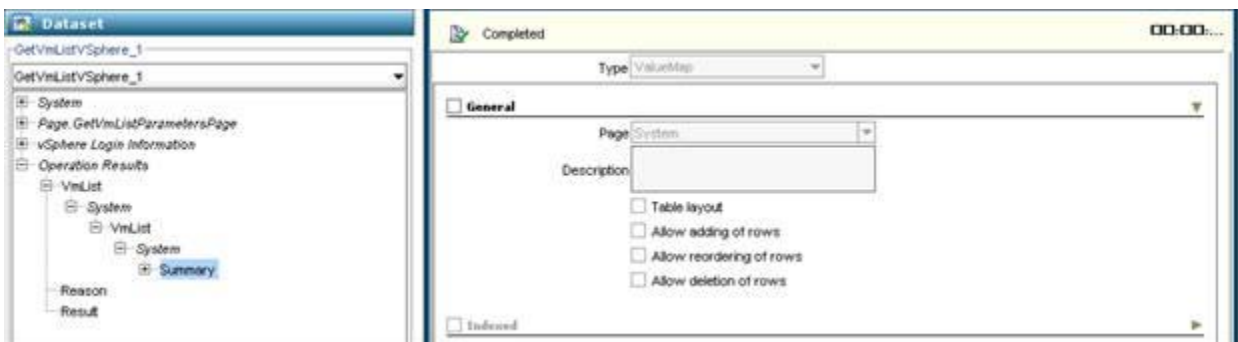 Dataset
GetVmListVSphere_1
GetVmListVSphere_1
System
Page.GetVmListParametersPage
vSphere Login Information
Operation Results
VmList
System
VmList
System
Summary
Reason
Result
Completed
00:00:...
Type ValueMap
General
Page System
Description
Table layout
Allow adding of rows
Allow reordering of rows
Allow deletion of rows
Indexed